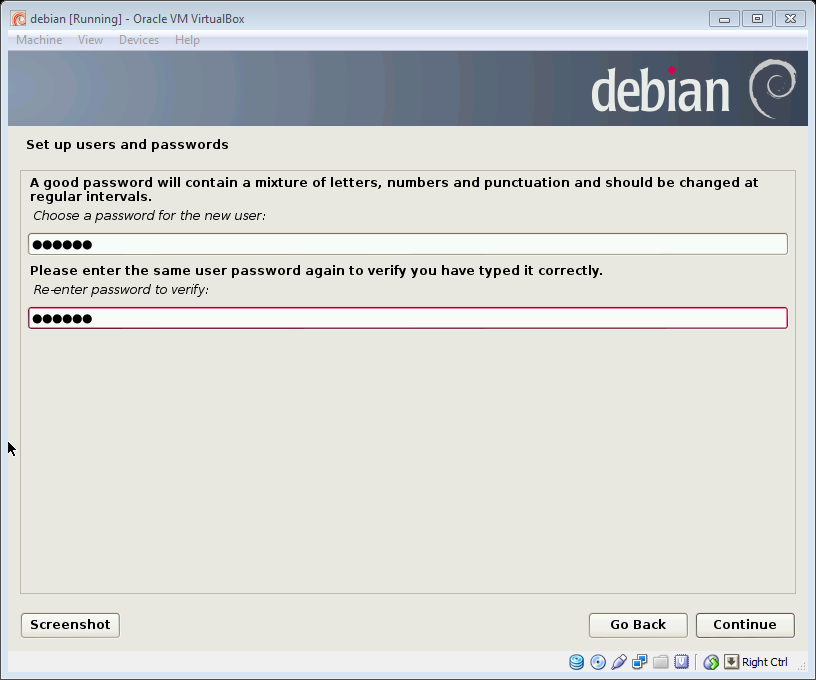 debian [Running] - Oracle VM VirtualBox
Machine View Devices Help
debian
Set up users and passwords
A good password will contain a mixture of letters, numbers and punctuation and should be changed at
regular intervals.
Choose a password for the new user:
●●●●●●
Please enter the same user password again to verify you have typed it correctly.
Re-enter password to verify:
●●●●●●
Screenshot Go Back Continue
Right Ctrl